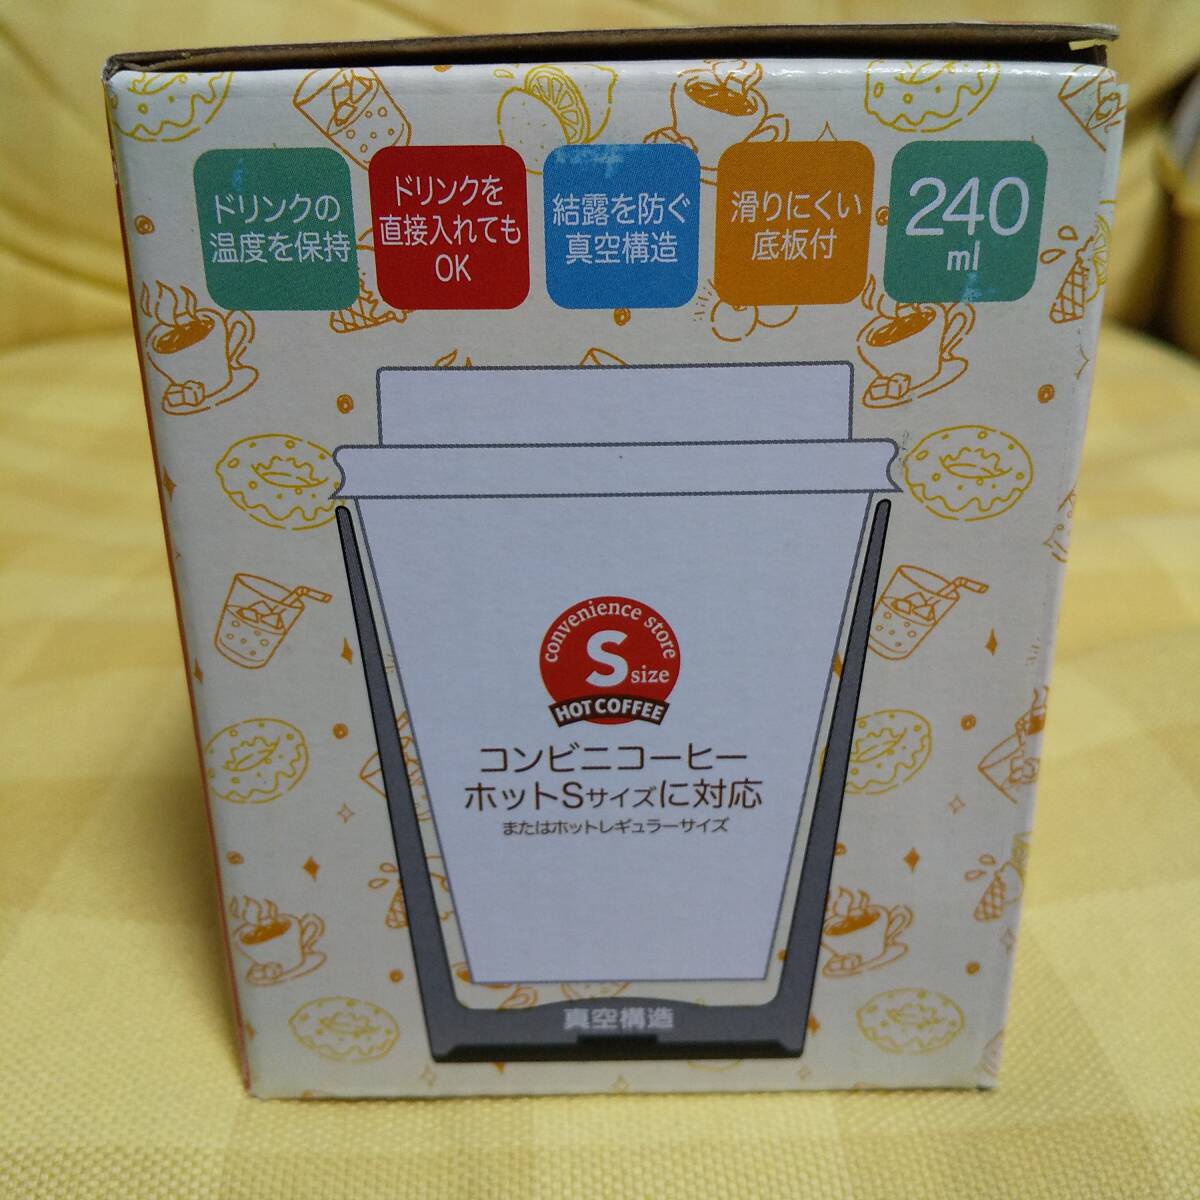 ドリンクの
温度を保持
ドリンクを
直接入れても
OK
結露を防ぐ
真空構造
滑りにくい
底板付
240
ml
convenience store
S size
HOT COFFEE
コンビニコーヒー
ホットSサイズに対応
またはホットレギュラーサイズ
真空構造